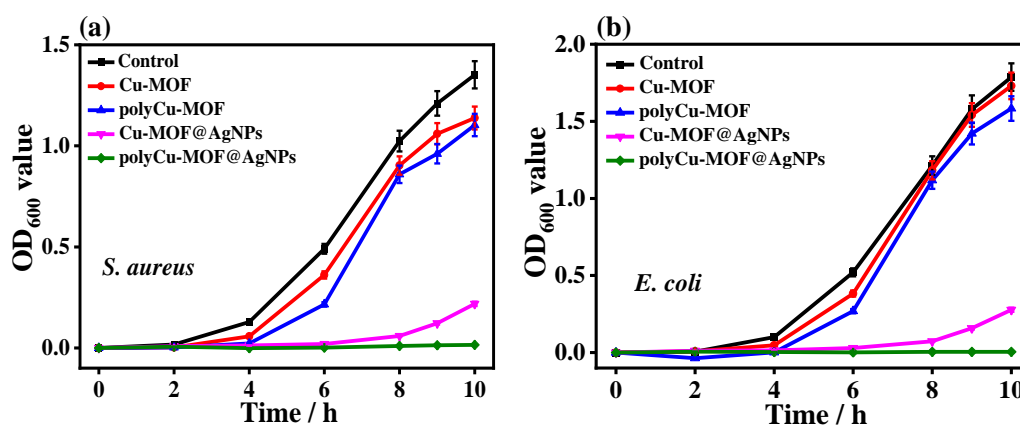 (a)
1.5
1.0
0.5
0.0
OD600 value
Control
Cu-MOF
polyCu-MOF
Cu-MOF@AgNPs
polyCu-MOF@AgNPs
S. aureus
0 2 4 6 8 10
Time / h
(b)
2.0
1.5
1.0
0.5
0.0
OD600 value
Control
Cu-MOF
polyCu-MOF
Cu-MOF@AgNPs
polyCu-MOF@AgNPs
E. coli
0 2 4 6 8 10
Time / h